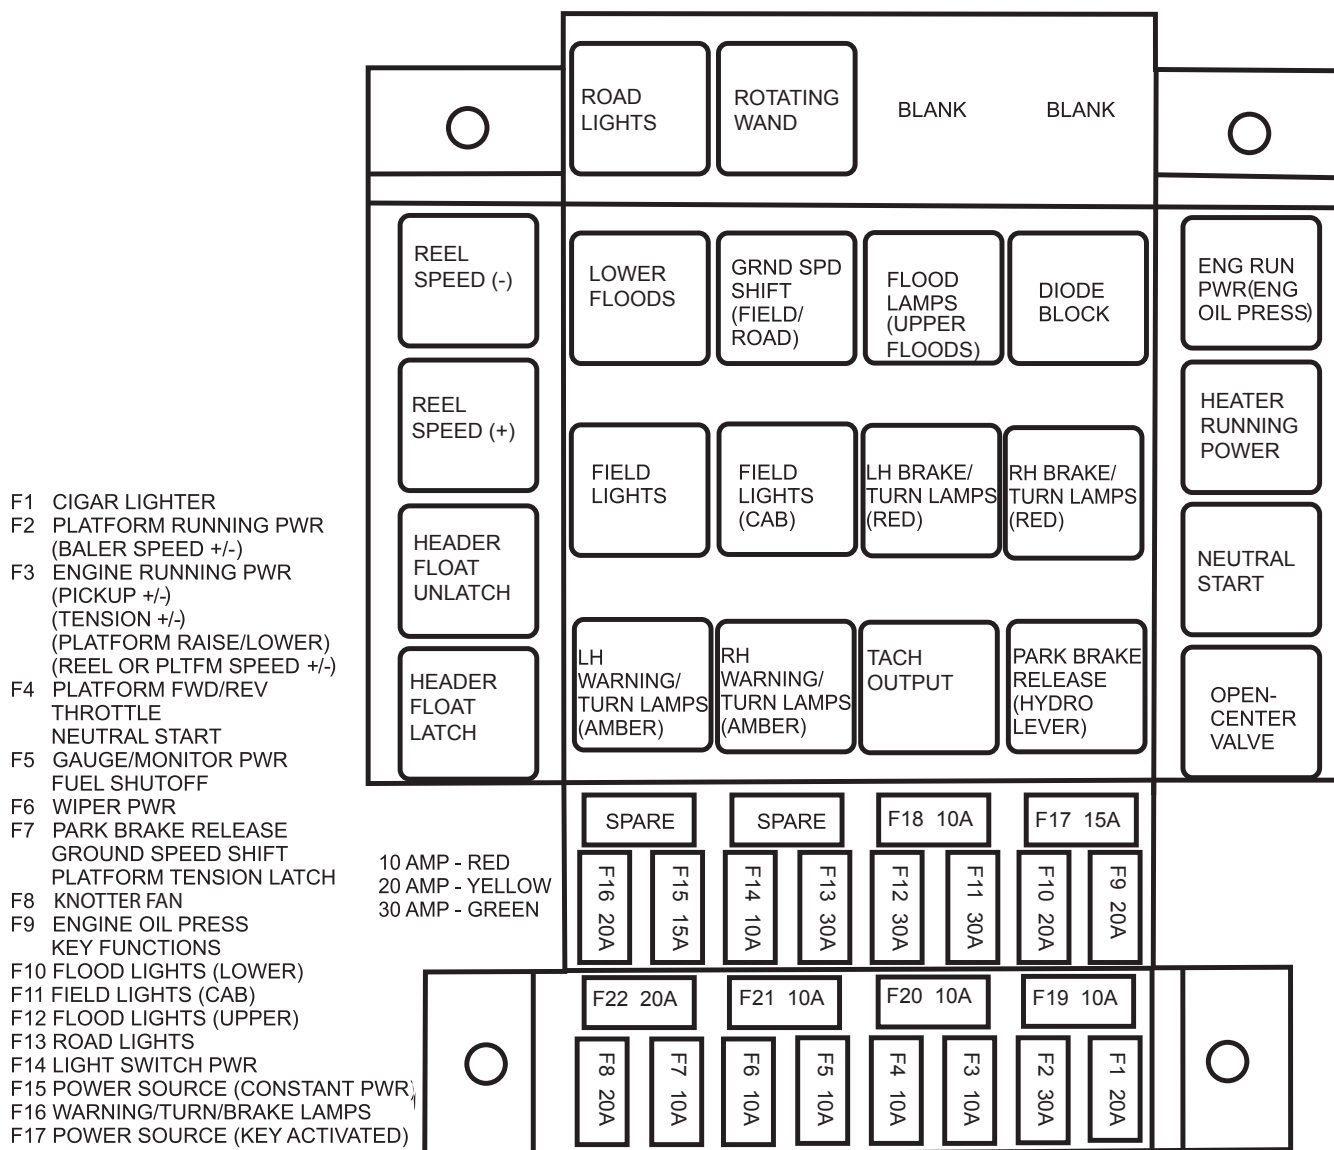 ROAD
LIGHTS
ROTATING
WAND
BLANK
BLANK
REEL
SPEED (-)
LOWER
FLOODS
GRND SPD
SHIFT
(FIELD/
ROAD)
FLOOD
LAMPS
(UPPER
FLOODS)
DIODE
BLOCK
ENG RUN
PWR(ENG
OIL PRESS)
REEL
SPEED (+)
HEATER
RUNNING
POWER
FIELD
LIGHTS
FIELD
LIGHTS
(CAB)
LH BRAKE/
TURN LAMPS
(RED)
RH BRAKE/
TURN LAMPS
(RED)
HEADER
FLOAT
UNLATCH
NEUTRAL
START
HEADER
FLOAT
LATCH
LH
WARNING/
TURN LAMPS
(AMBER)
RH
WARNING/
TURN LAMPS
(AMBER)
TACH
OUTPUT
PARK BRAKE
RELEASE
(HYDRO
LEVER)
OPEN-
CENTER
VALVE
F1 CIGAR LIGHTER
F2 PLATFORM RUNNING PWR
(BALER SPEED +/-)
F3 ENGINE RUNNING PWR
(PICKUP +/-)
(TENSION +/-)
(PLATFORM RAISE/LOWER)
(REEL OR PLTFM SPEED +/-)
F4 PLATFORM FWD/REV
THROTTLE
NEUTRAL START
F5 GAUGE/MONITOR PWR
FUEL SHUTOFF
F6 WIPER PWR
F7 PARK BRAKE RELEASE
GROUND SPEED SHIFT
PLATFORM TENSION LATCH
F8 KNOTTER FAN
F9 ENGINE OIL PRESS
KEY FUNCTIONS
F10 FLOOD LIGHTS (LOWER)
F11 FIELD LIGHTS (CAB)
F12 FLOOD LIGHTS (UPPER)
F13 ROAD LIGHTS
F14 LIGHT SWITCH PWR
F15 POWER SOURCE (CONSTANT PWR)
F16 WARNING/TURN/BRAKE LAMPS
F17 POWER SOURCE (KEY ACTIVATED)
10 AMP - RED
20 AMP - YELLOW
30 AMP - GREEN
SPARE
SPARE
F18 10A
F17 15A
F16 20A
F15 15A
F14 10A
F13 30A
F12 30A
F11 30A
F10 20A
F9 20A
F22 20A
F21 10A
F20 10A
F19 10A
F8 20A
F7 10A
F6 10A
F5 10A
F4 10A
F3 10A
F2 30A
F1 20A